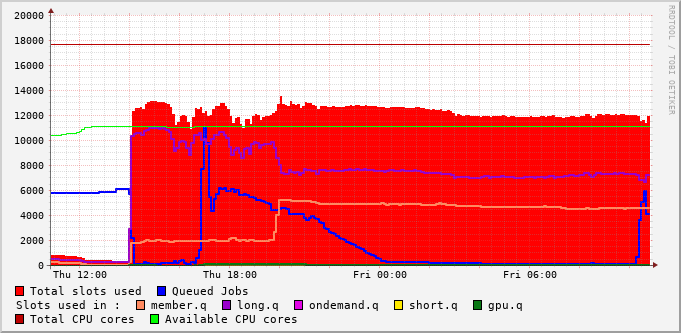 RRDTOOL / TOBI OETIKER
20000
18000
16000
14000
12000
10000
8000
6000
4000
2000
0
Thu 12:00 Thu 18:00 Fri 00:00 Fri 06:00
Total slots used Queued Jobs
Slots used in : member.q long.q ondemand.q short.q gpu.q
Total CPU cores Available CPU cores